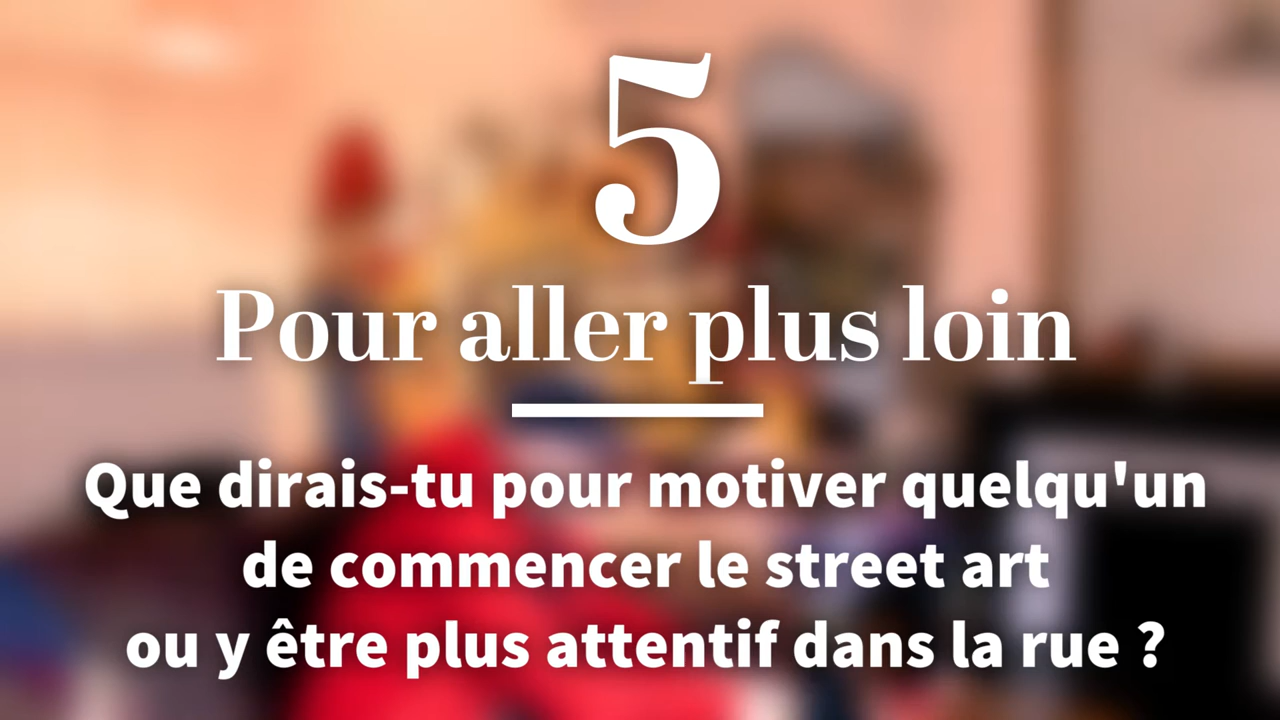 5
Pour aller plus loin
Que dirais-tu pour motiver quelqu'un
de commencer le street art
ou y être plus attentif dans la rue ?